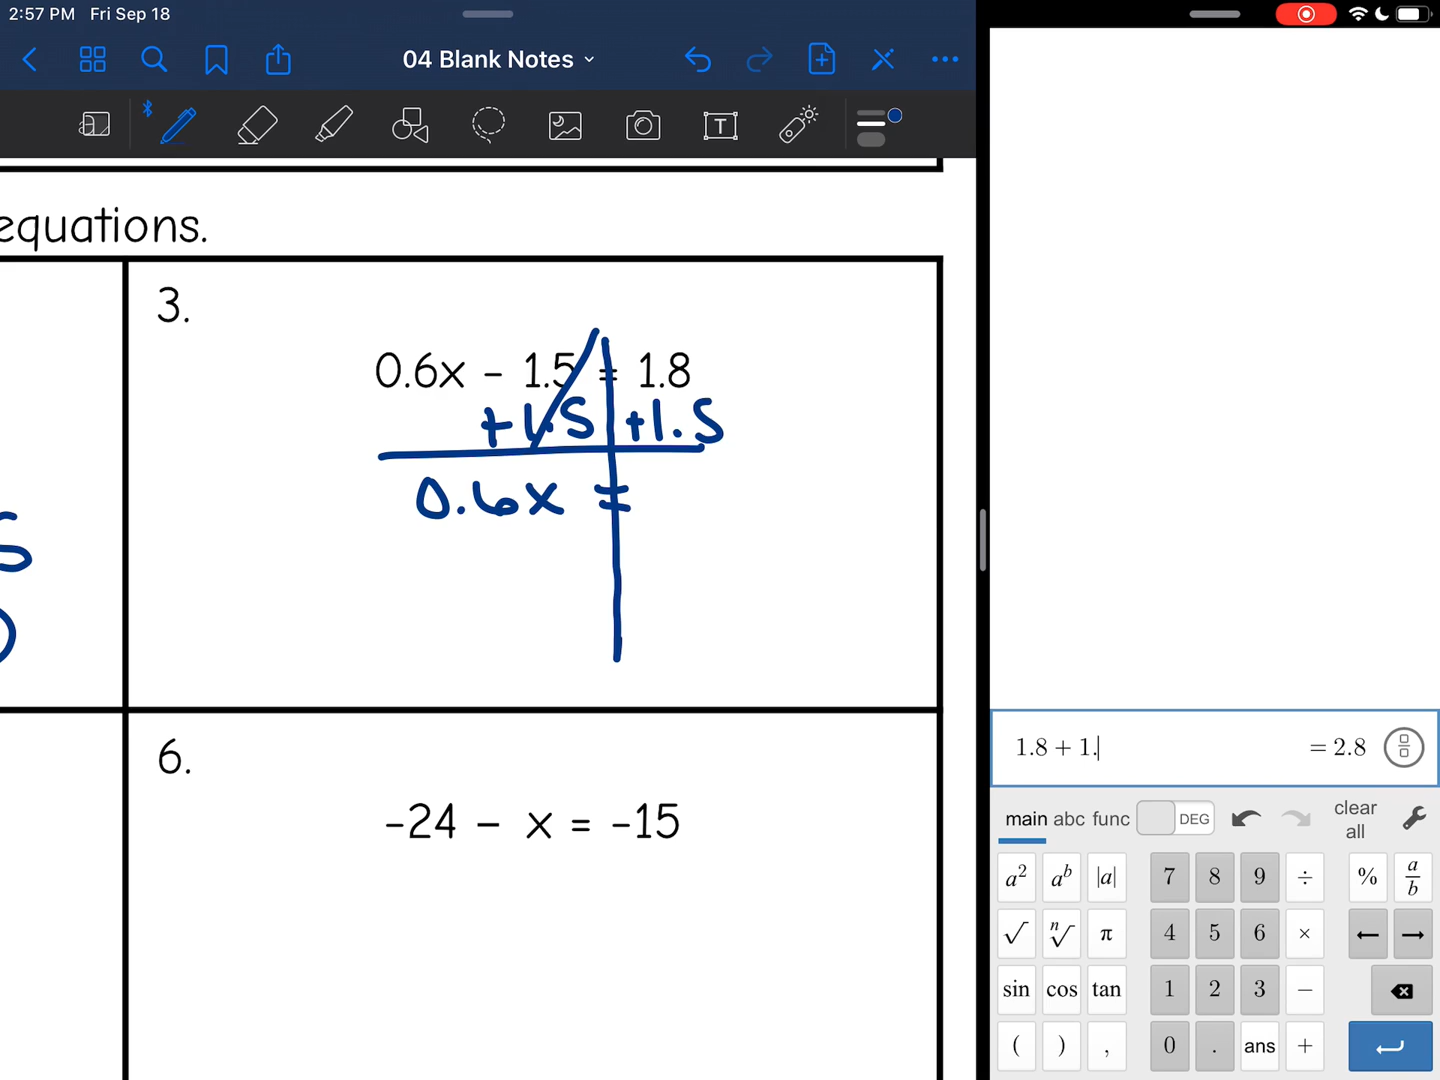 2:57 PM Fri Sep 18
04 Blank Notes
T
equations.
3.
0.6x - 1.5 = 1.8
+1.5 +1.5
0.6x =
S
6.
-24 - x = -15
1.8 + 1. = 2.8
main abc func DEG clear all
a² aᵇ |a| 7 8 9 ÷ % a/b
√ ⁿ√ π 4 5 6 × ← →
sin cos tan 1 2 3 −
( ) , 0 . ans +